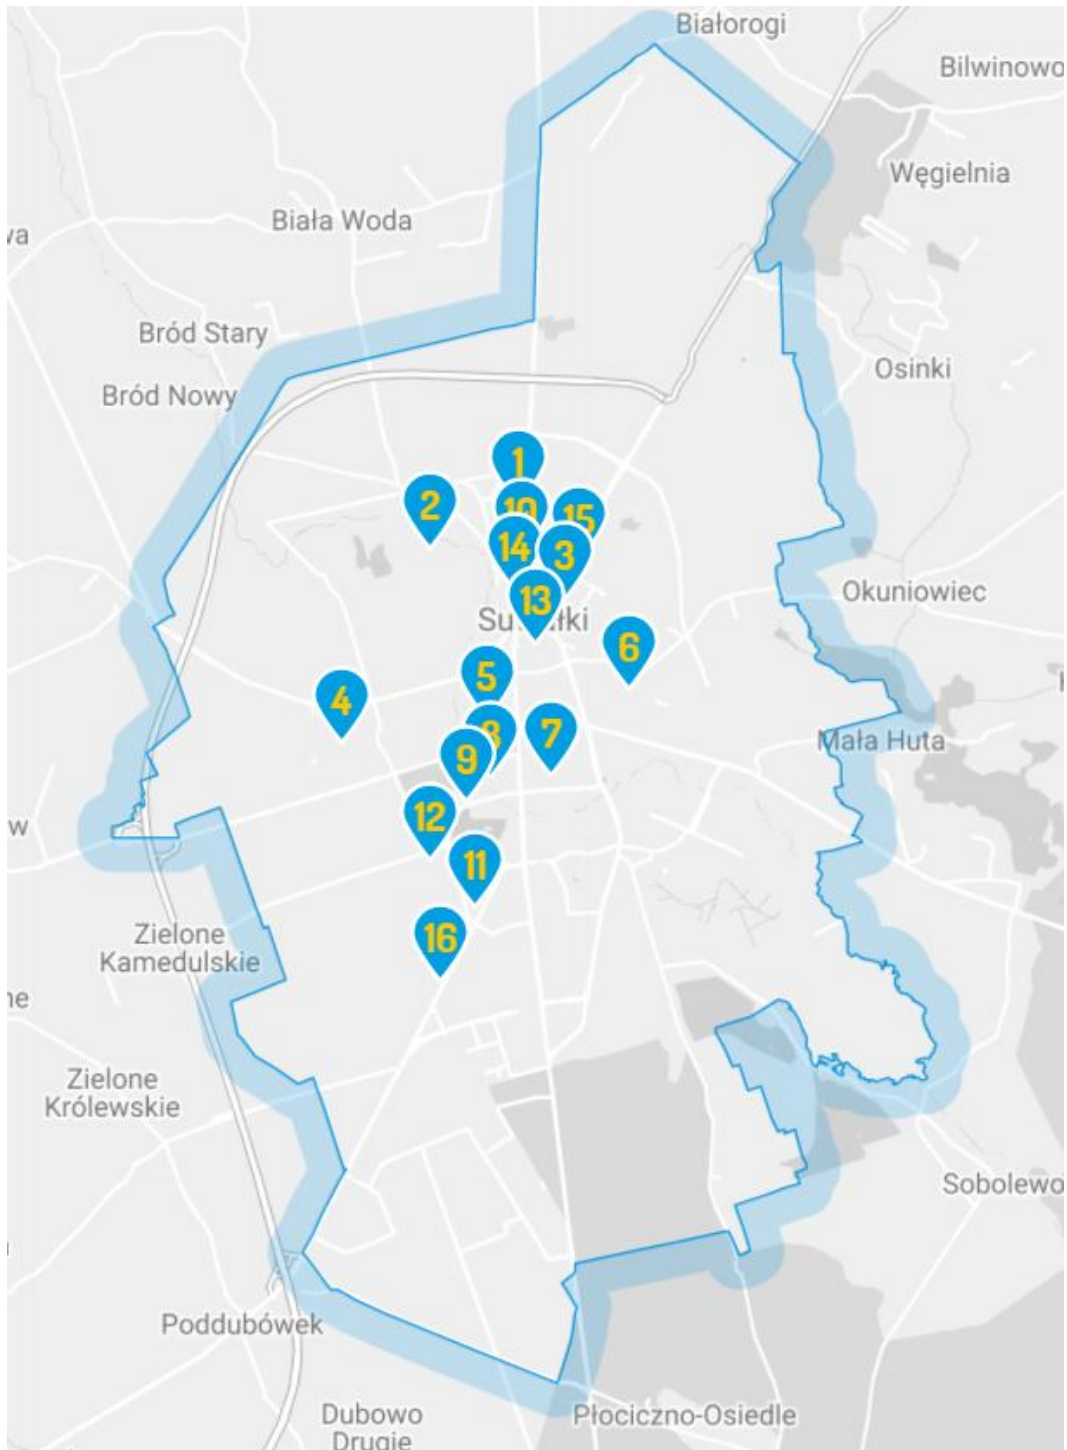 Białorogi
Bilwinowo
Węgielnia
Biała Woda
wa
Bród Stary
Osinki
Bród Nowy
1
2
10
15
14
3
13
Okuniowiec
6
5
4
8
7
9
Mała Huta
12
w
11
16
Zielone
Kamedulskie
ne
Zielone
Królewskie
Sobolewo
Poddubówek
Dubowo
Drugie
Płociczno-Osiedle